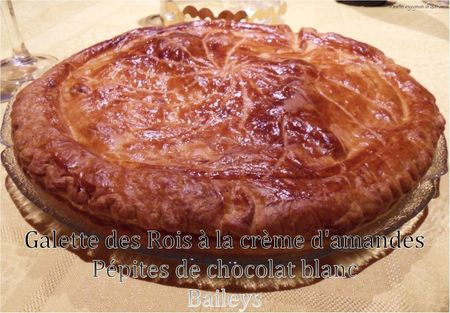 Galette des Rois à la crème d'amandes
Pépites de chocolat blanc
Baileys